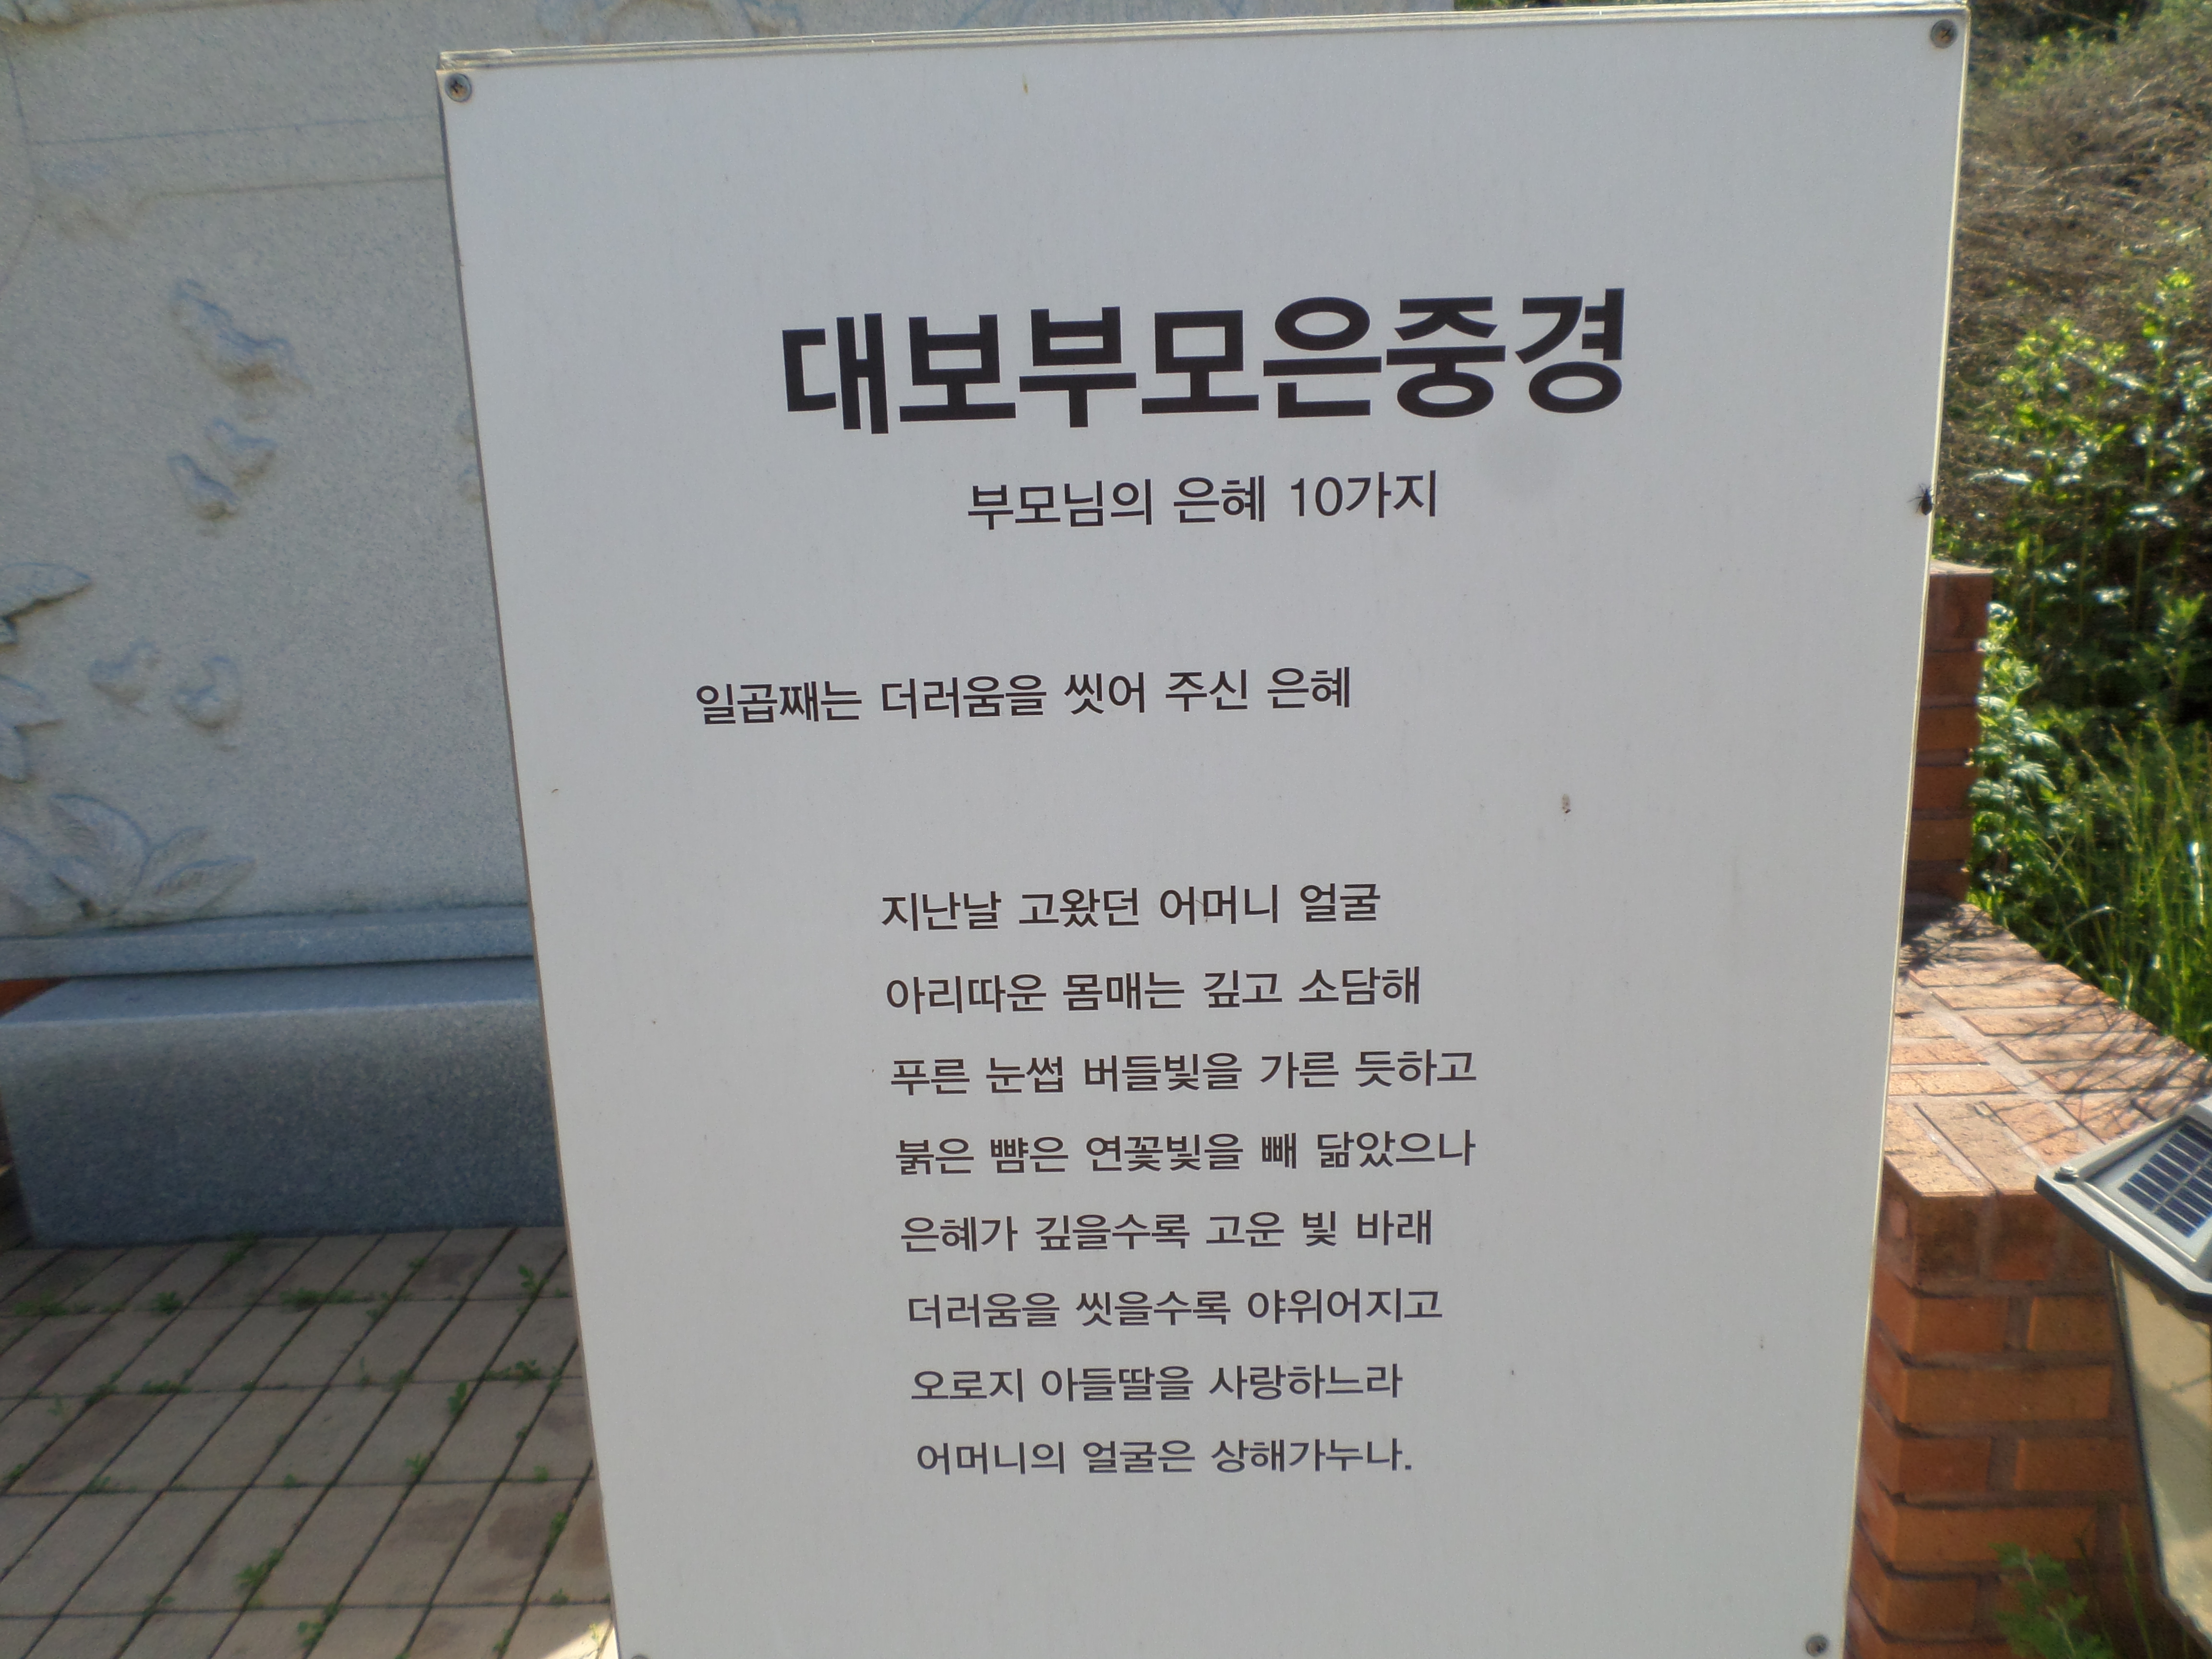 대보부모은중경
부모님의 은혜 10가지
일곱째는 더러움을 씻어 주신 은혜
지난날 고왔던 어머니 얼굴
아리따운 몸매는 깊고 소담해
푸른 눈썹 버들빛을 가른 듯하고
붉은 뺨은 연꽃빛을 빼 닮았으나
은혜가 깊을수록 고운 빛 바래
더러움을 씻을수록 야위어지고
오로지 아들딸을 사랑하느라
어머니의 얼굴은 상해가누나.